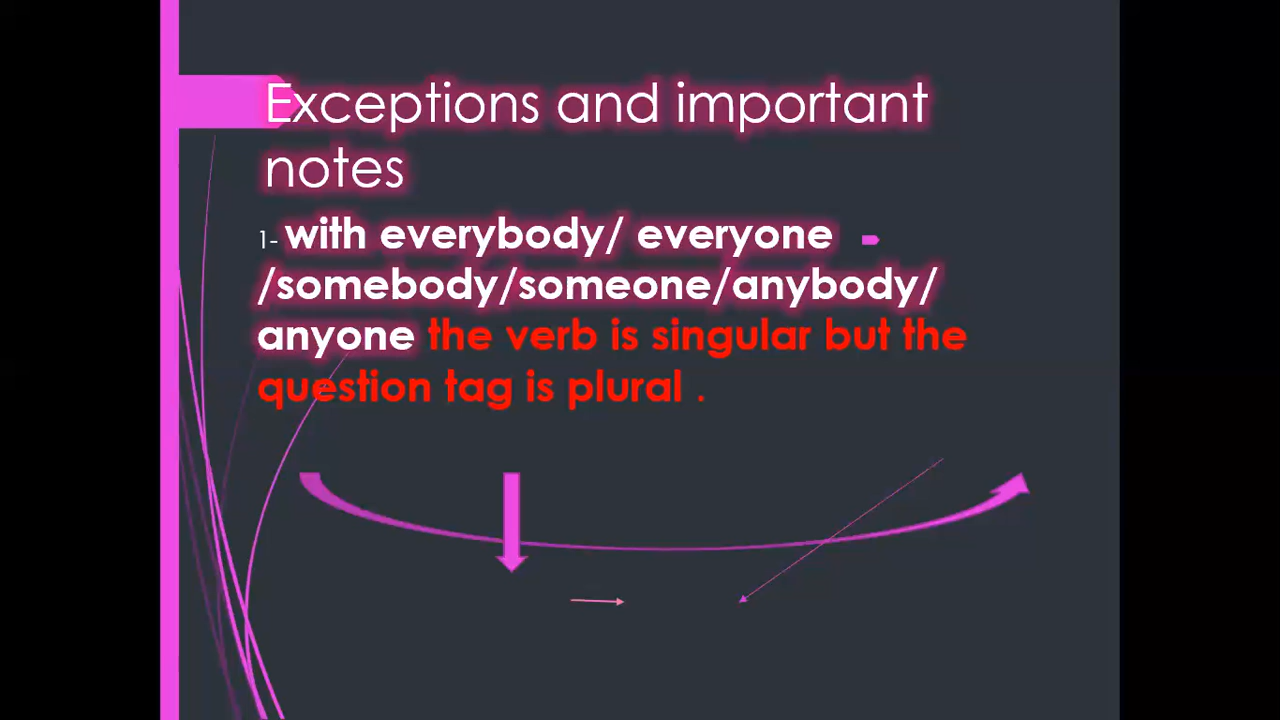 Exceptions and important
notes
1- with everybody/ everyone
/somebody/someone/anybody/
anyone the verb is singular but the
question tag is plural .